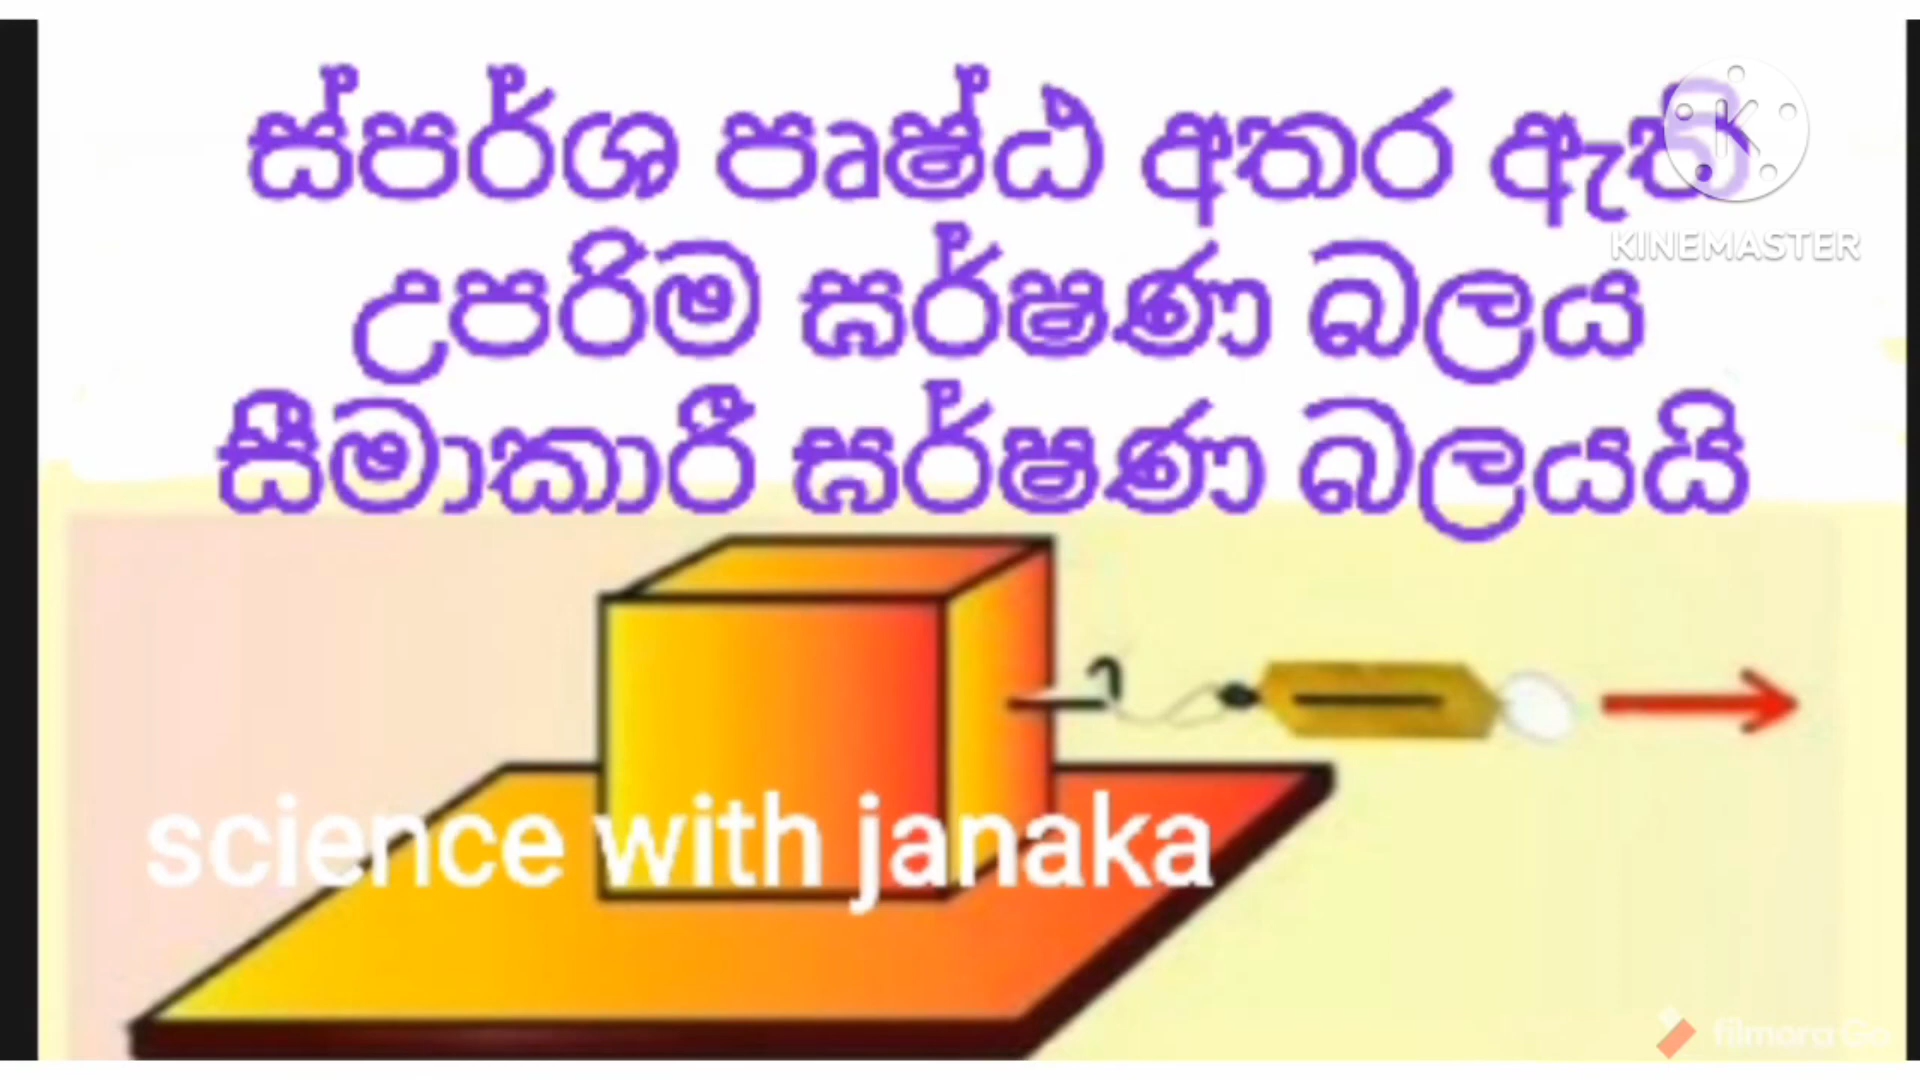 ස්පර්ශ පෘෂ්ඨ අතර ඇති
උපරිම ඝර්ෂණ බලය
සීමාකාරී ඝර්ෂණ බලයයි
KINEMASTER
science with janaka
filmora Go